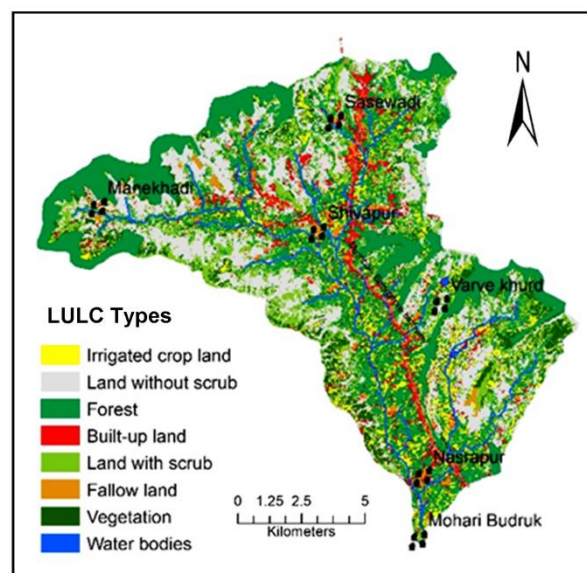 N
Sasewadi
Manekhadi
Shivapur
Varve khurd
LULC Types
Irrigated crop land
Land without scrub
Forest
Built-up land
Land with scrub
Fallow land
Vegetation
Water bodies
Nasrapur
0 1.25 2.5 5
Kilometers
Mohari Budruk